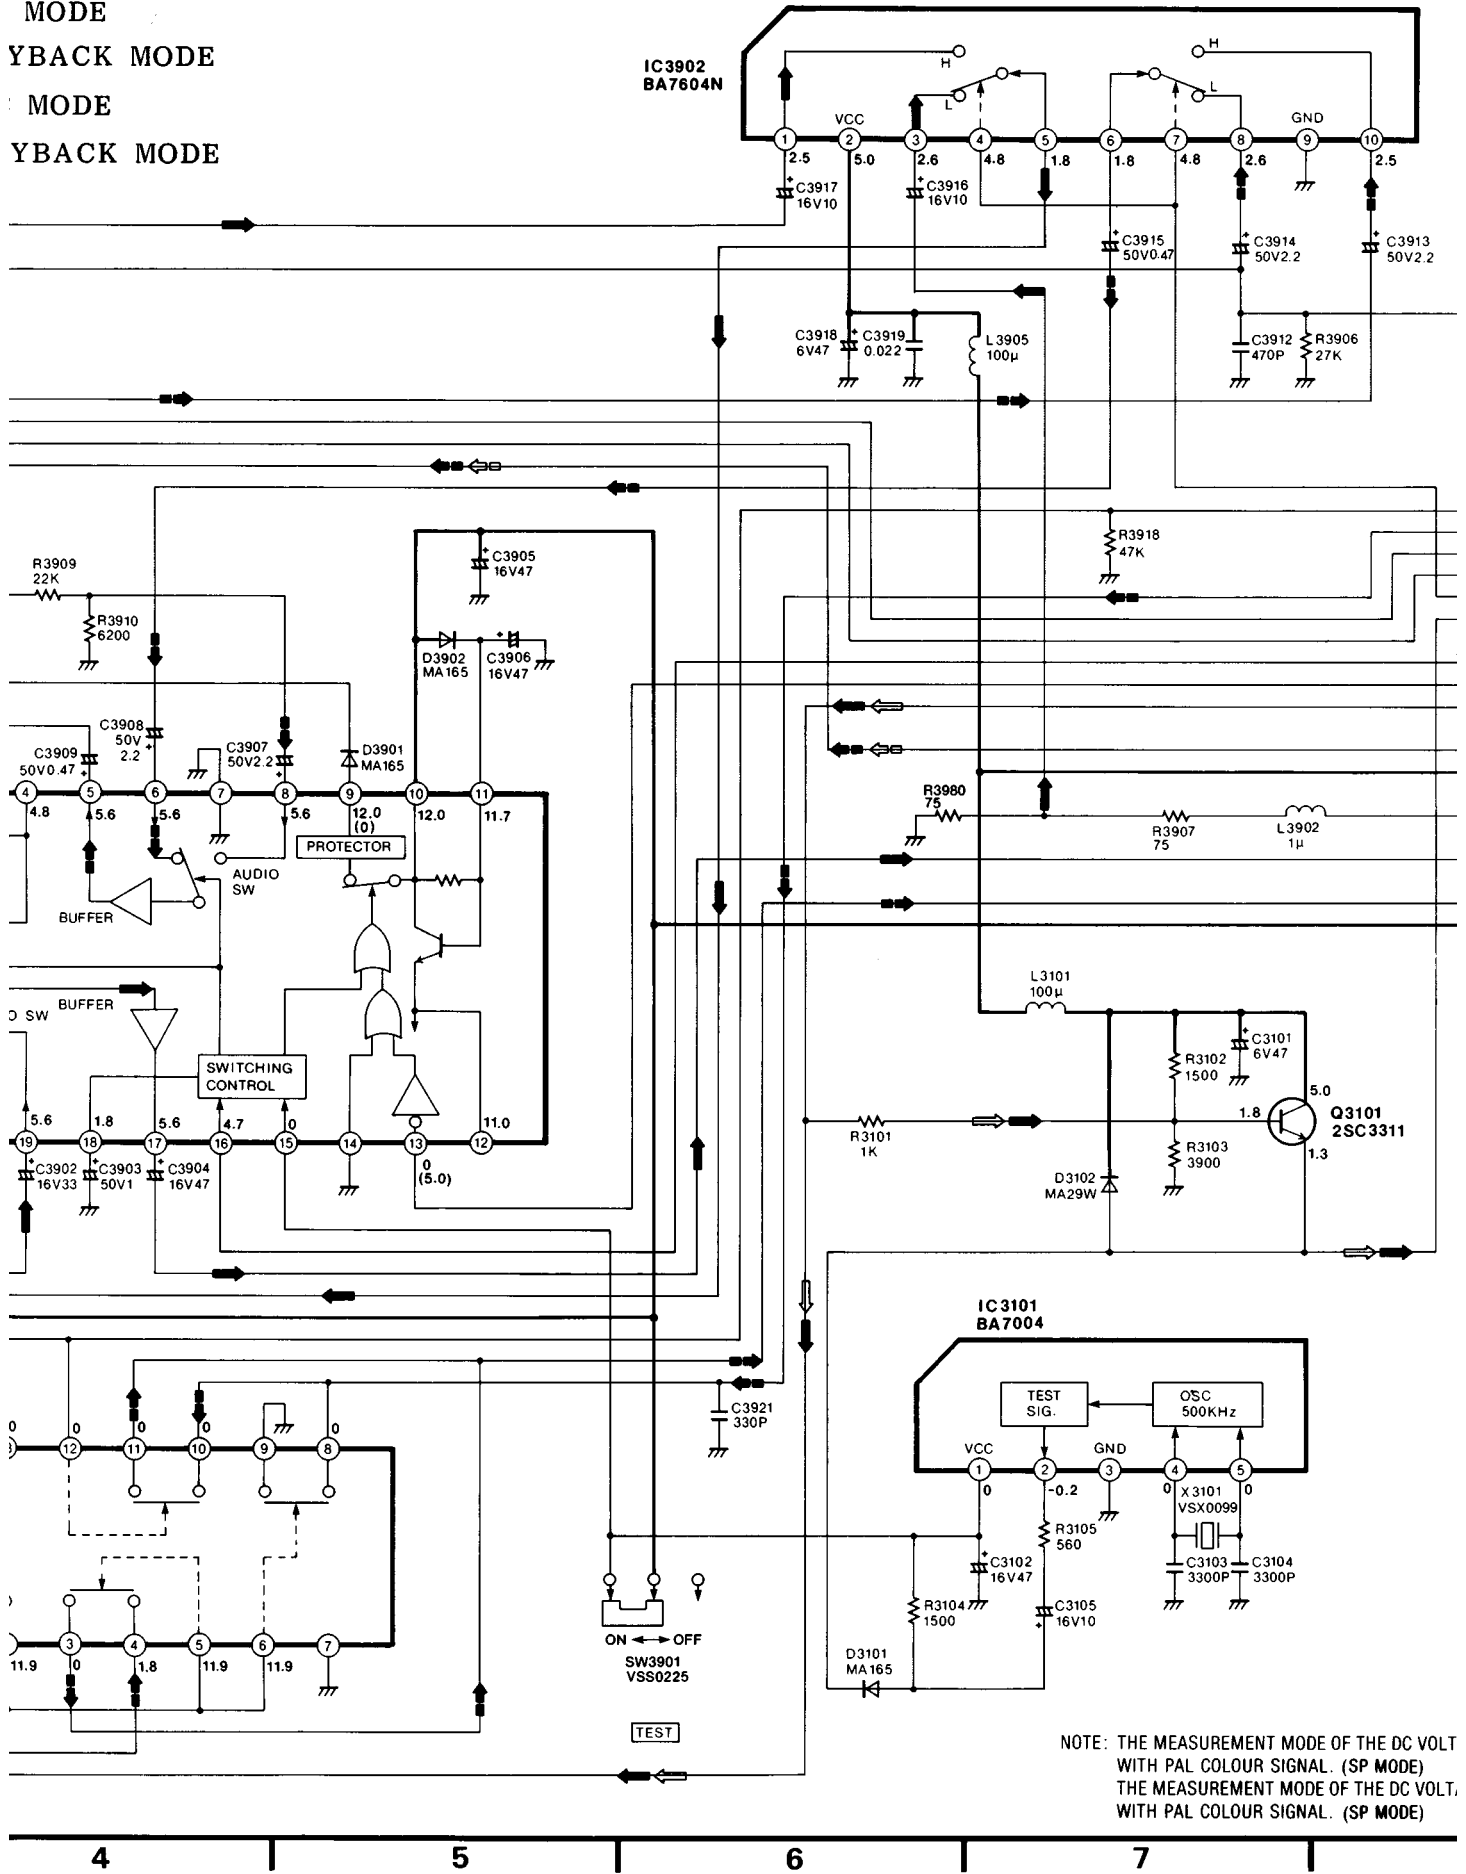 MODE
YBACK MODE
MODE
YBACK MODE
IC3902
BA7604N
H
H
L
L
VCC
GND
1 2 3 4 5 6 7 8 9 10
2.5 5.0 2.6 4.8 1.8 1.8 4.8 2.6 2.5
C3917
16V10
C3916
16V10
C3915
50V0.47
C3914
50V2.2
C3913
50V2.2
C3918
6V47
C3919
0.022
L3905
100μ
C3912
470P
R3906
27K
R3918
47K
C3905
16V47
R3909
22K
R3910
6200
D3902
MA165
C3906
16V47
C3908
50V
2.2
C3909
50V0.47
C3907
50V2.2
D3901
MA165
4 5 6 7 8 9 10 11
4.8 5.6 5.6 5.6 12.0 12.0 11.7
(0)
PROTECTOR
AUDIO
SW
BUFFER
R3980
75
R3907
75
L3902
1μ
BUFFER
O SW
SWITCHING
CONTROL
L3101
100μ
R3102
1500
C3101
6V47
5.0
1.8
Q3101
2SC3311
1.3
R3101
1K
R3103
3900
D3102
MA29W
5.6 1.8 5.6 4.7 0 11.0
19 18 17 16 15 14 13 12
0
(5.0)
C3902
16V33
C3903
50V1
C3904
16V47
IC3101
BA7004
TEST
SIG.
OSC
500KHz
VCC
GND
1 2 3 4 5
0 -0.2 0 0
X3101
VSX0099
R3105
560
C3102
16V47
C3103
3300P
C3104
3300P
R3104
1500
C3105
16V10
D3101
MA165
C3921
330P
0 0 0 0 0
12 11 10 9 8
3 4 5 6 7
11.9 0 1.8 11.9 11.9
ON OFF
SW3901
VSS0225
TEST
NOTE: THE MEASUREMENT MODE OF THE DC VOLT
WITH PAL COLOUR SIGNAL. (SP MODE)
THE MEASUREMENT MODE OF THE DC VOLTA
WITH PAL COLOUR SIGNAL. (SP MODE)
4 5 6 7